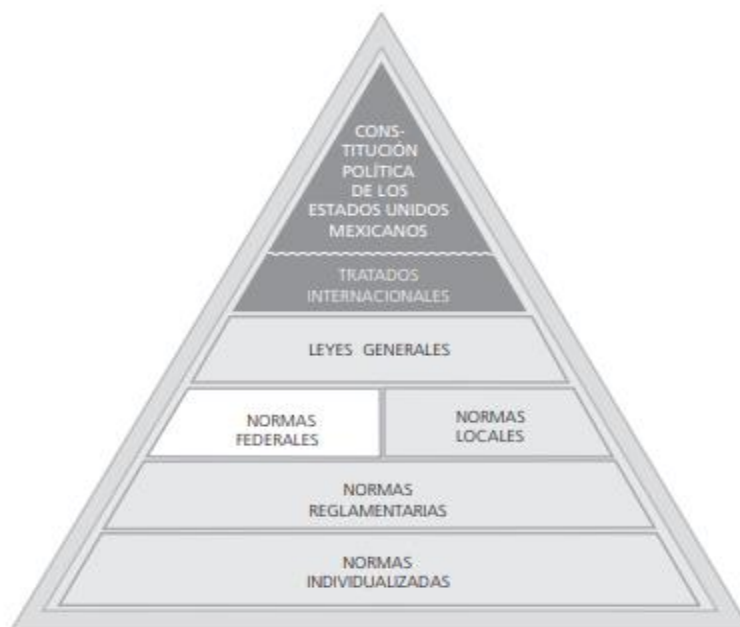 CONS-
TITUCIÓN
POLÍTICA
DE LOS
ESTADOS UNIDOS
MEXICANOS
TRATADOS
INTERNACIONALES
LEYES GENERALES
NORMAS
FEDERALES
NORMAS
LOCALES
NORMAS
REGLAMENTARIAS
NORMAS
INDIVIDUALIZADAS